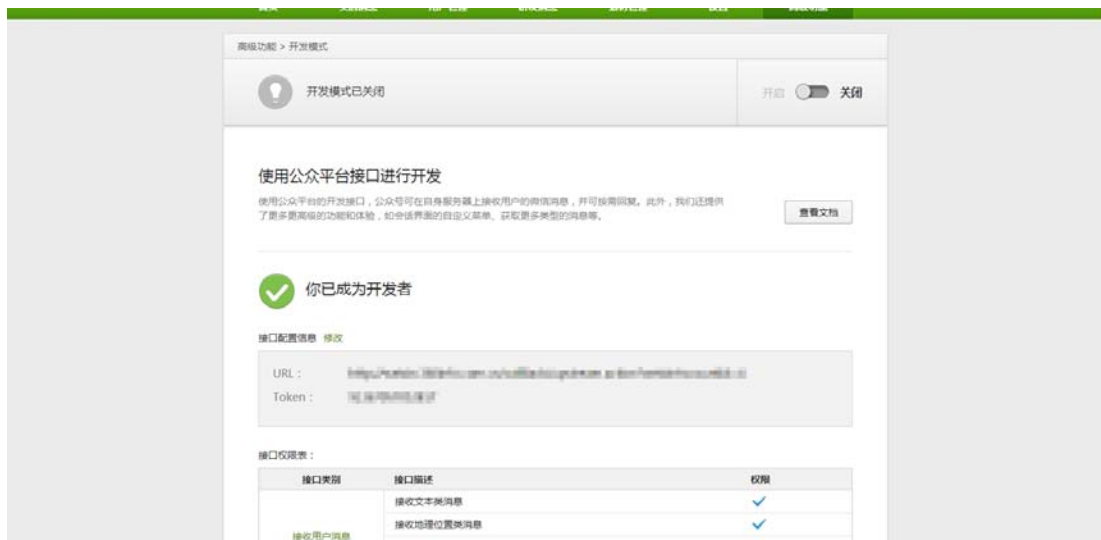 高级功能 > 开发模式
开发模式已关闭
开启
关闭
使用公众平台接口进行开发
使用公众平台的开发接口，公众号可在自身服务器上接收用户的微信消息，并可按需回复。此外，我们还提供
了更多更高级的功能和体验，如会话界面的自定义菜单、获取更多类型的消息等。
查看文档
你已成为开发者
接口配置信息 修改
URL：
Token：
接口权限表：
接口类别 接口描述 权限
接收文本类消息
接收地理位置类消息
接收用户消息